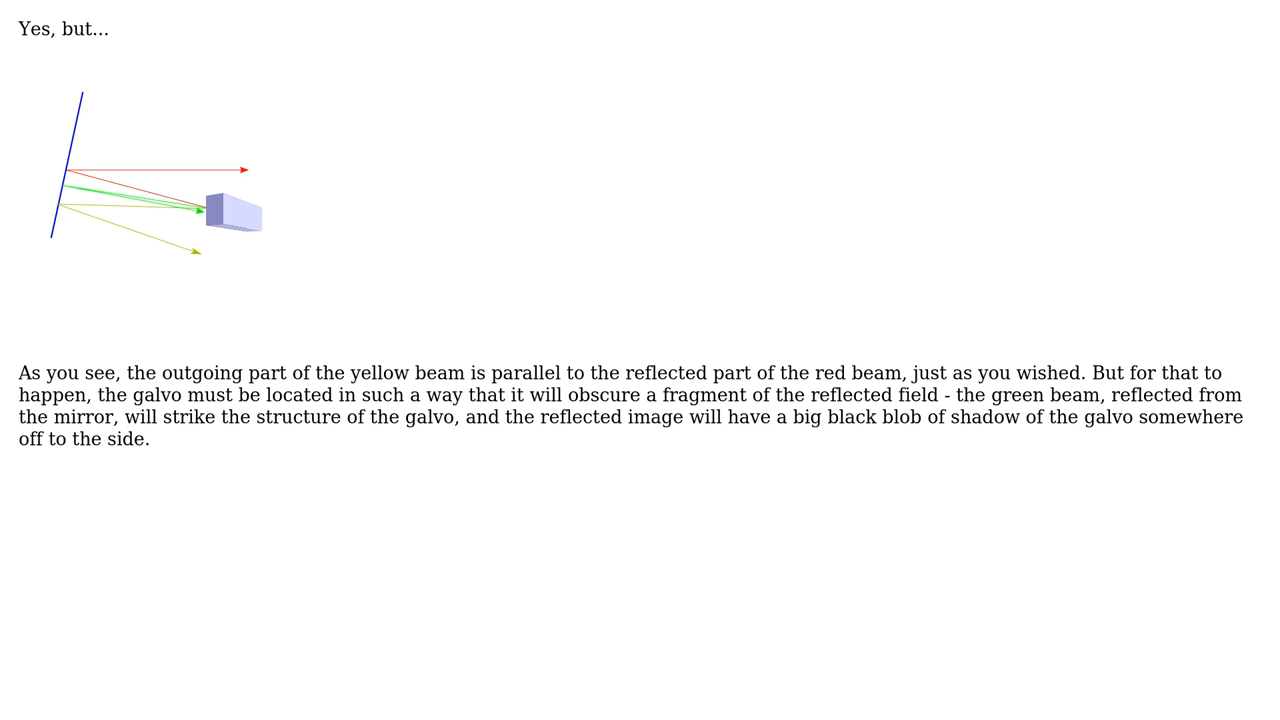 Yes, but...
As you see, the outgoing part of the yellow beam is parallel to the reflected part of the red beam, just as you wished. But for that to
happen, the galvo must be located in such a way that it will obscure a fragment of the reflected field - the green beam, reflected from
the mirror, will strike the structure of the galvo, and the reflected image will have a big black blob of shadow of the galvo somewhere
off to the side.